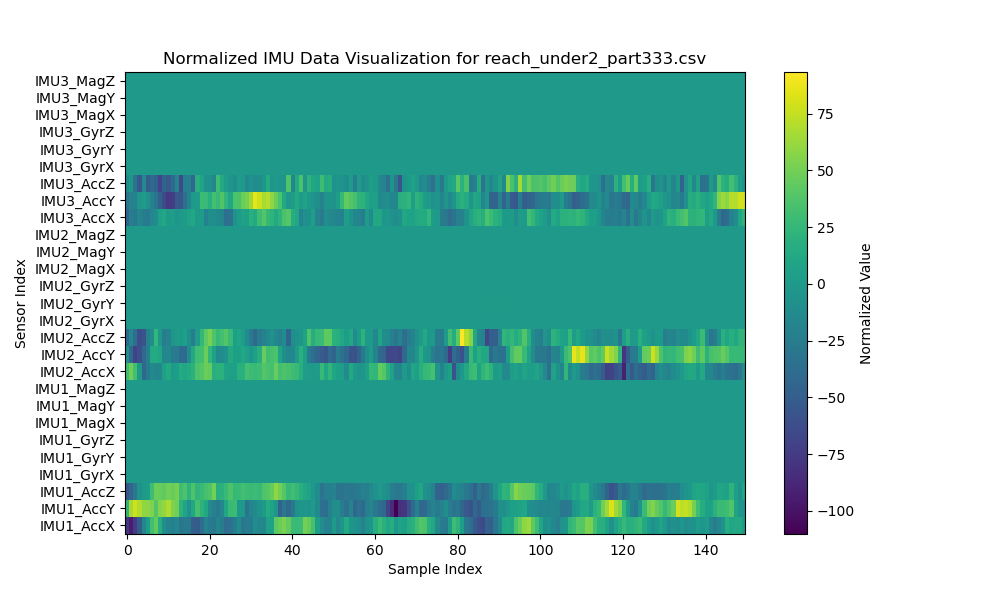 Normalized IMU Data Visualization for reach_under2_part333.csv
IMU3_MagZ
IMU3_MagY
IMU3_MagX
IMU3_GyrZ
IMU3_GyrY
IMU3_GyrX
IMU3_AccZ
IMU3_AccY
IMU3_AccX
IMU2_MagZ
IMU2_MagY
IMU2_MagX
IMU2_GyrZ
IMU2_GyrY
IMU2_GyrX
IMU2_AccZ
IMU2_AccY
IMU2_AccX
IMU1_MagZ
IMU1_MagY
IMU1_MagX
IMU1_GyrZ
IMU1_GyrY
IMU1_GyrX
IMU1_AccZ
IMU1_AccY
IMU1_AccX
Sensor Index
0 20 40 60 80 100 120 140
Sample Index
75
50
25
0
−25
−50
−75
−100
Normalized Value